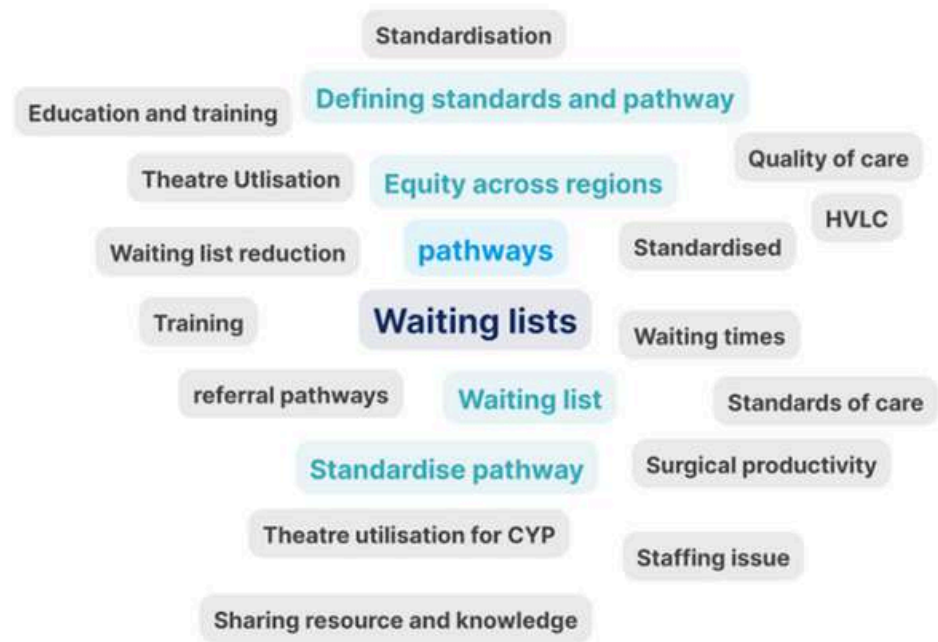 Standardisation
Defining standards and pathway
Education and training
Quality of care
Theatre Utlisation
Equity across regions
HVLC
Waiting list reduction
pathways
Standardised
Training
Waiting lists
Waiting times
referral pathways
Waiting list
Standards of care
Standardise pathway
Surgical productivity
Theatre utilisation for CYP
Staffing issue
Sharing resource and knowledge